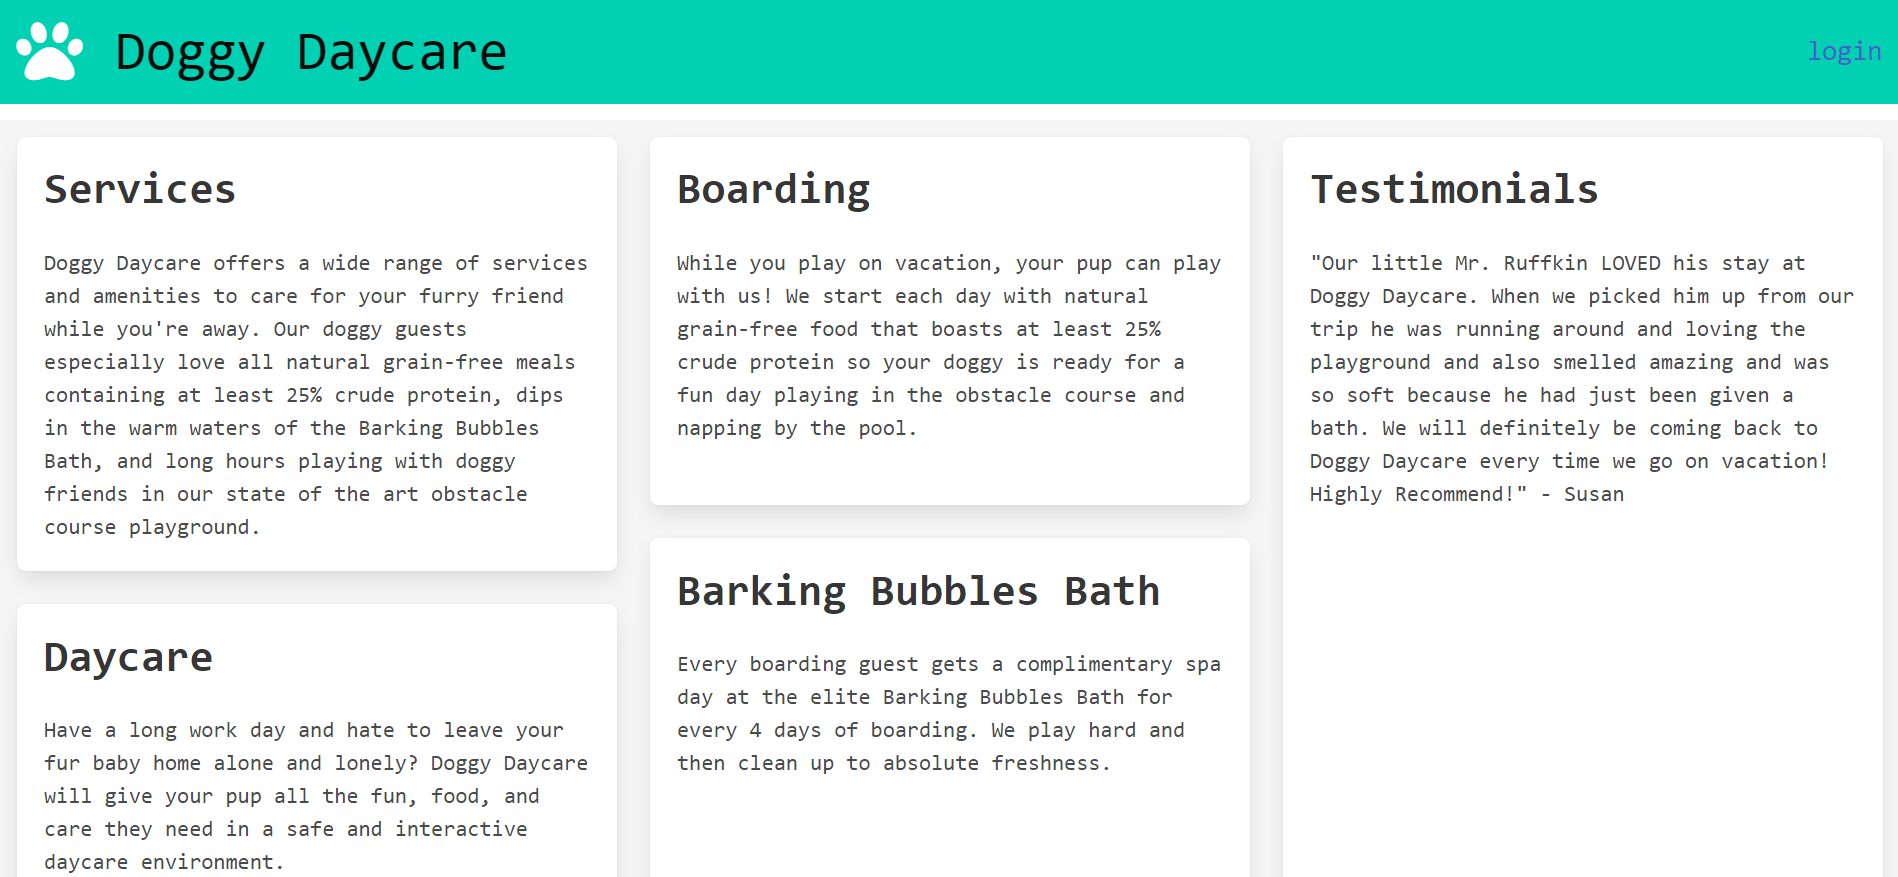 Doggy Daycare
login
Services
Doggy Daycare offers a wide range of services
and amenities to care for your furry friend
while you're away. Our doggy guests
especially love all natural grain-free meals
containing at least 25% crude protein, dips
in the warm waters of the Barking Bubbles
Bath, and long hours playing with doggy
friends in our state of the art obstacle
course playground.
Daycare
Have a long work day and hate to leave your
fur baby home alone and lonely? Doggy Daycare
will give your pup all the fun, food, and
care they need in a safe and interactive
daycare environment.
Boarding
While you play on vacation, your pup can play
with us! We start each day with natural
grain-free food that boasts at least 25%
crude protein so your doggy is ready for a
fun day playing in the obstacle course and
napping by the pool.
Barking Bubbles Bath
Every boarding guest gets a complimentary spa
day at the elite Barking Bubbles Bath for
every 4 days of boarding. We play hard and
then clean up to absolute freshness.
Testimonials
"Our little Mr. Ruffkin LOVED his stay at
Doggy Daycare. When we picked him up from our
trip he was running around and loving the
playground and also smelled amazing and was
so soft because he had just been given a
bath. We will definitely be coming back to
Doggy Daycare every time we go on vacation!
Highly Recommend!" - Susan